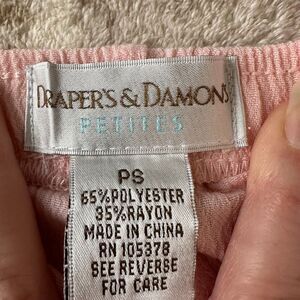 DRAPER'S & DAMON'S
PETITES
PS
65%POLYESTER
35%RAYON
MADE IN CHINA
RN 105378
SEE REVERSE
FOR CARE